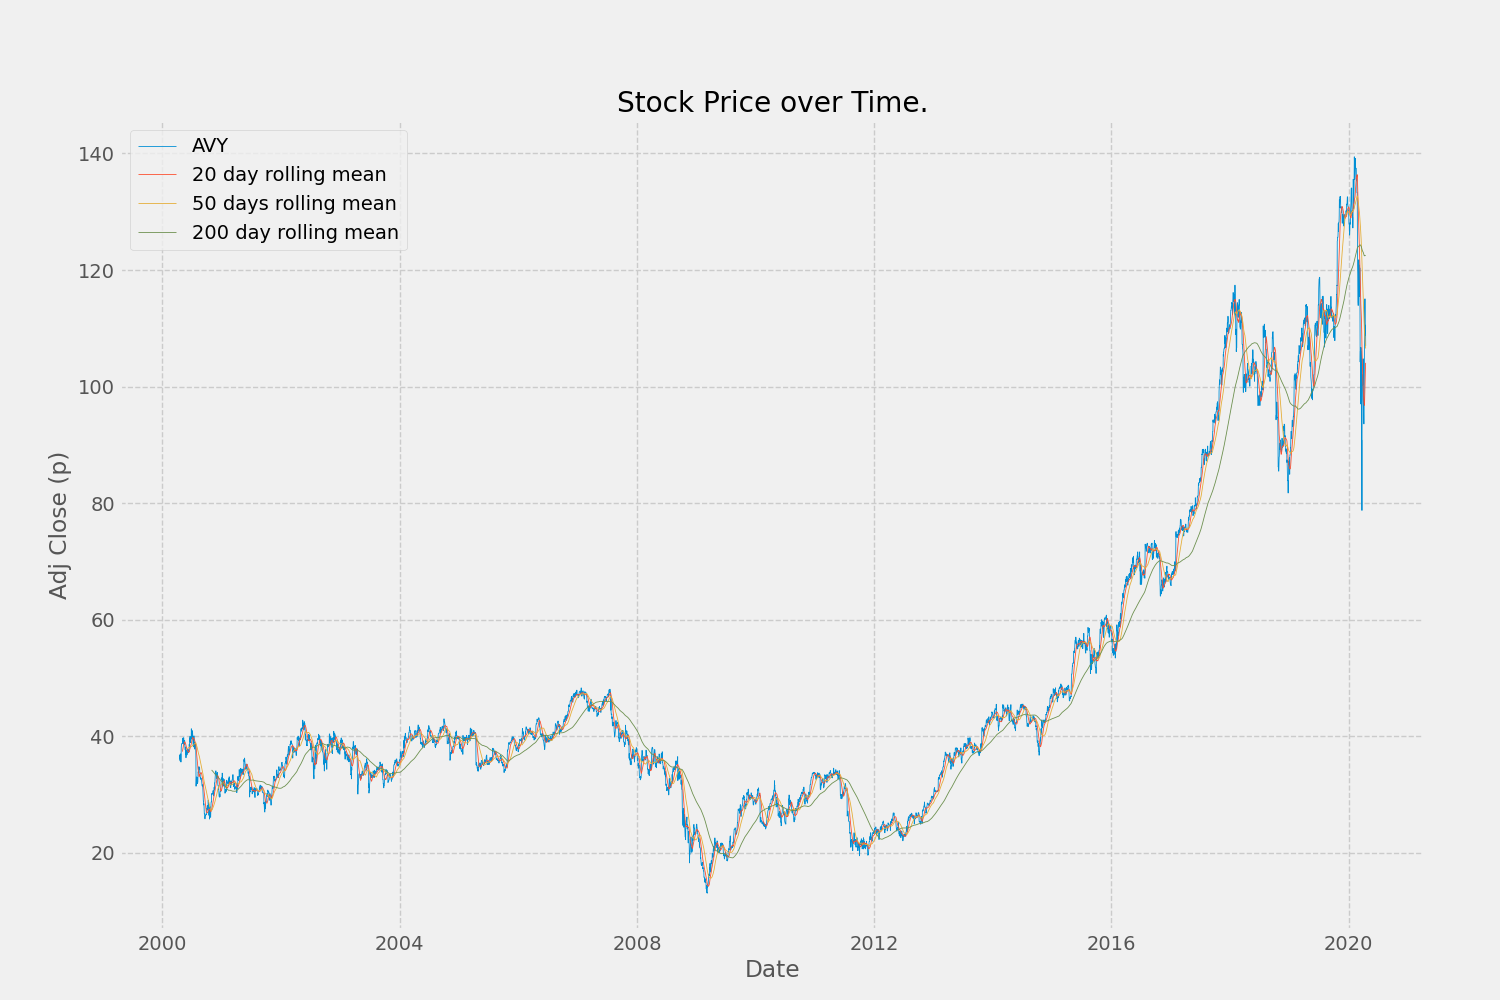 Stock Price over Time.
AVY
20 day rolling mean
50 days rolling mean
200 day rolling mean
140
120
100
80
60
40
20
Adj Close (p)
2000 2004 2008 2012 2016 2020
Date